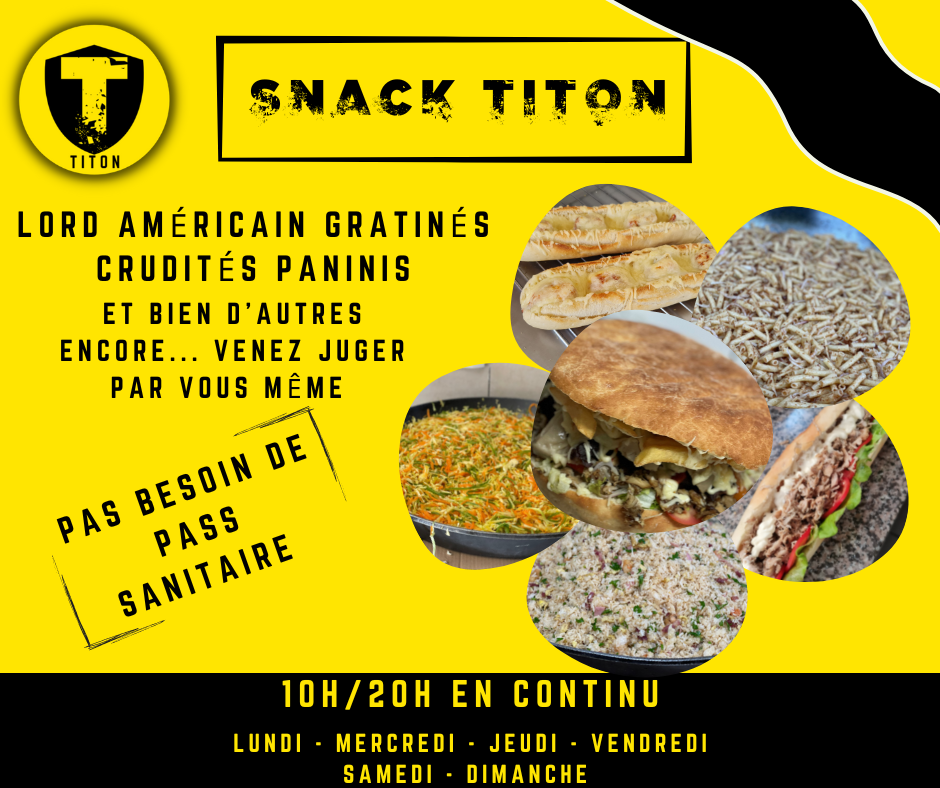 TITON
SNACK TITON
LORD AMÉRICAIN GRATINÉS
CRUDITÉS PANINIS
ET BIEN D'AUTRES
ENCORE... VENEZ JUGER
PAR VOUS MÊME
PAS BESOIN DE
PASS
SANITAIRE
10H/20H EN CONTINU
LUNDI - MERCREDI - JEUDI - VENDREDI
SAMEDI - DIMANCHE